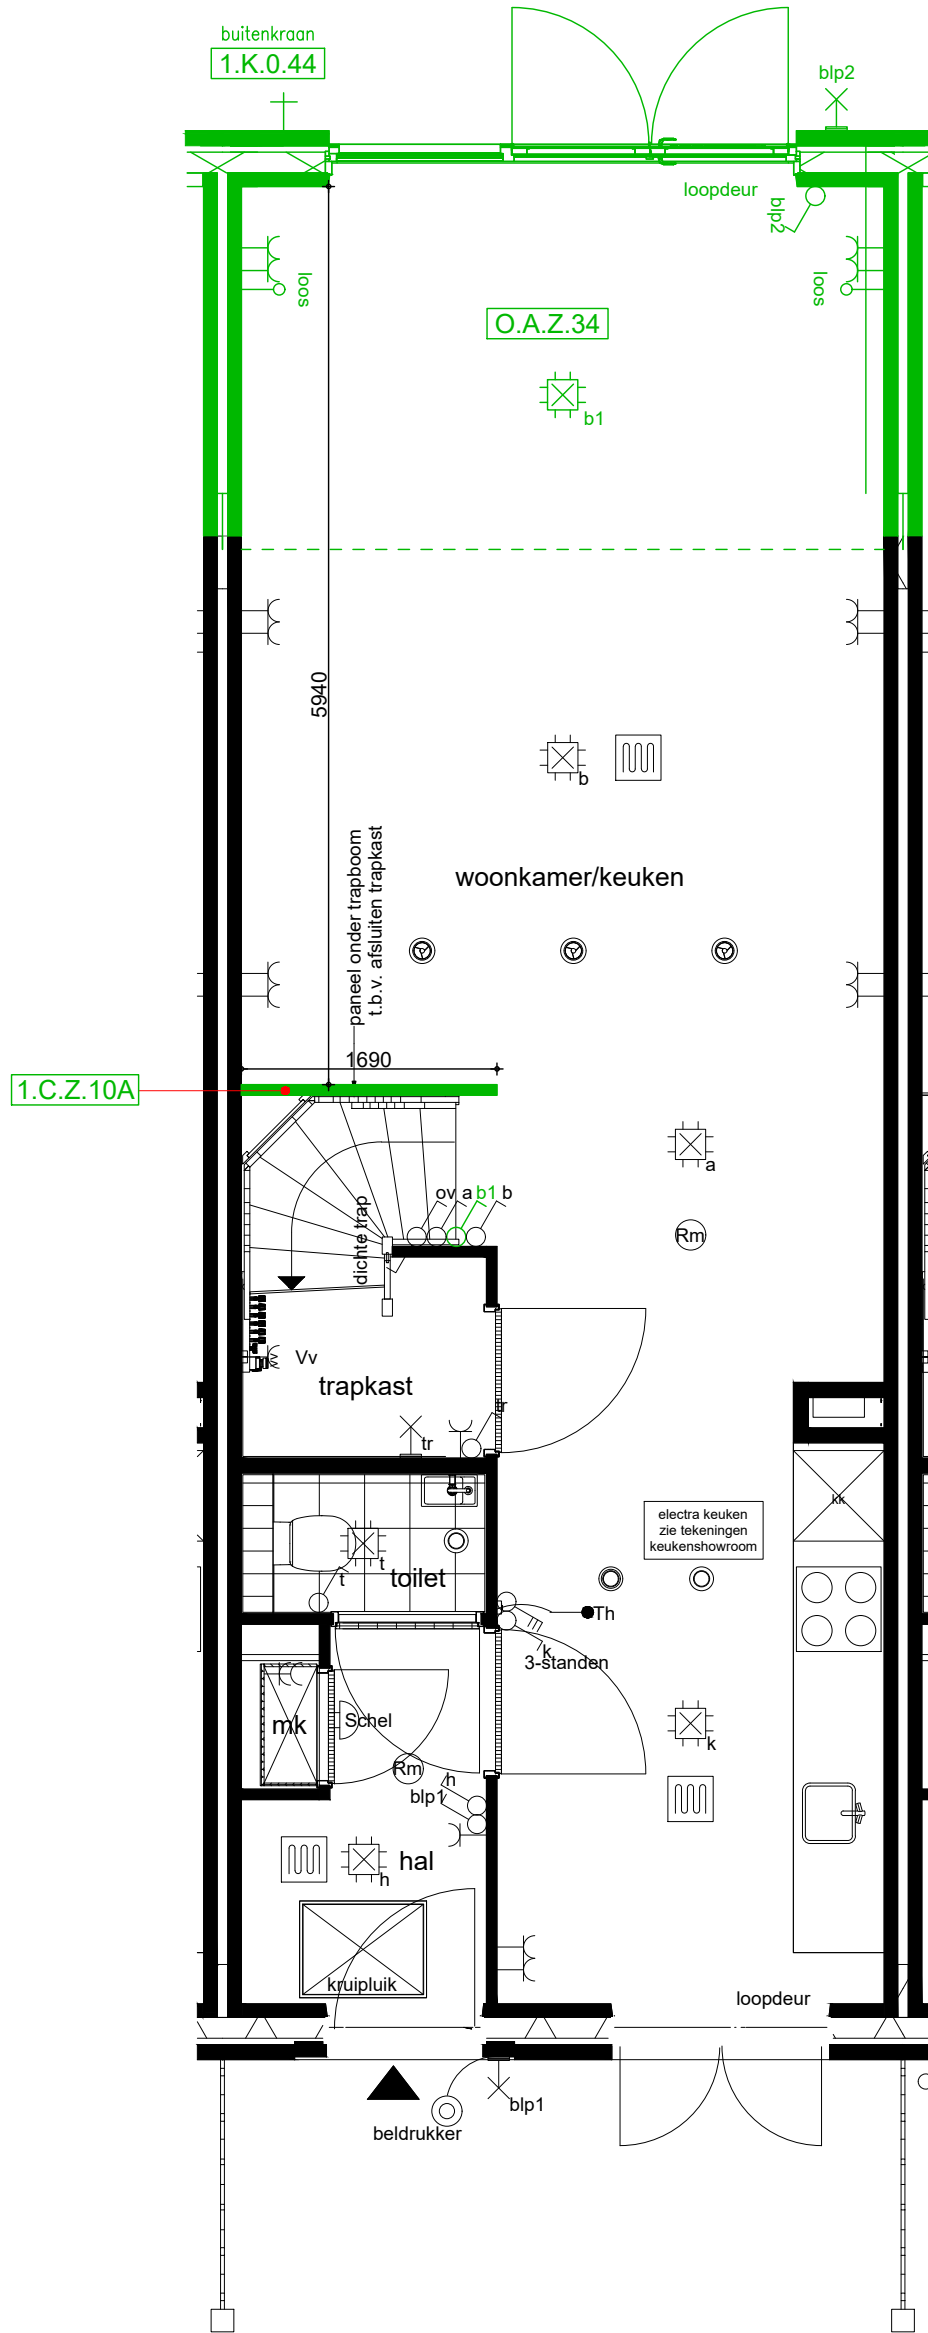 buitenkraan
1.K.0.44
blp2
loopdeur
blp2
loos
loos
O.A.Z.34
b1
5940
b
woonkamer/keuken
paneel onder trapboom
t.b.v. afsluiten trapkast
1690
1.C.Z.10A
a
ov a b1 b
dichte trap
Rm
Vv
trapkast
tr
tr
kk
electra keuken
zie tekeningen
keukenshowroom
t
toilet
t
Th
k
3-standen
mk
Schel
k
Rm
h
blp1
hal
h
kruipluik
loopdeur
blp1
beldrukker